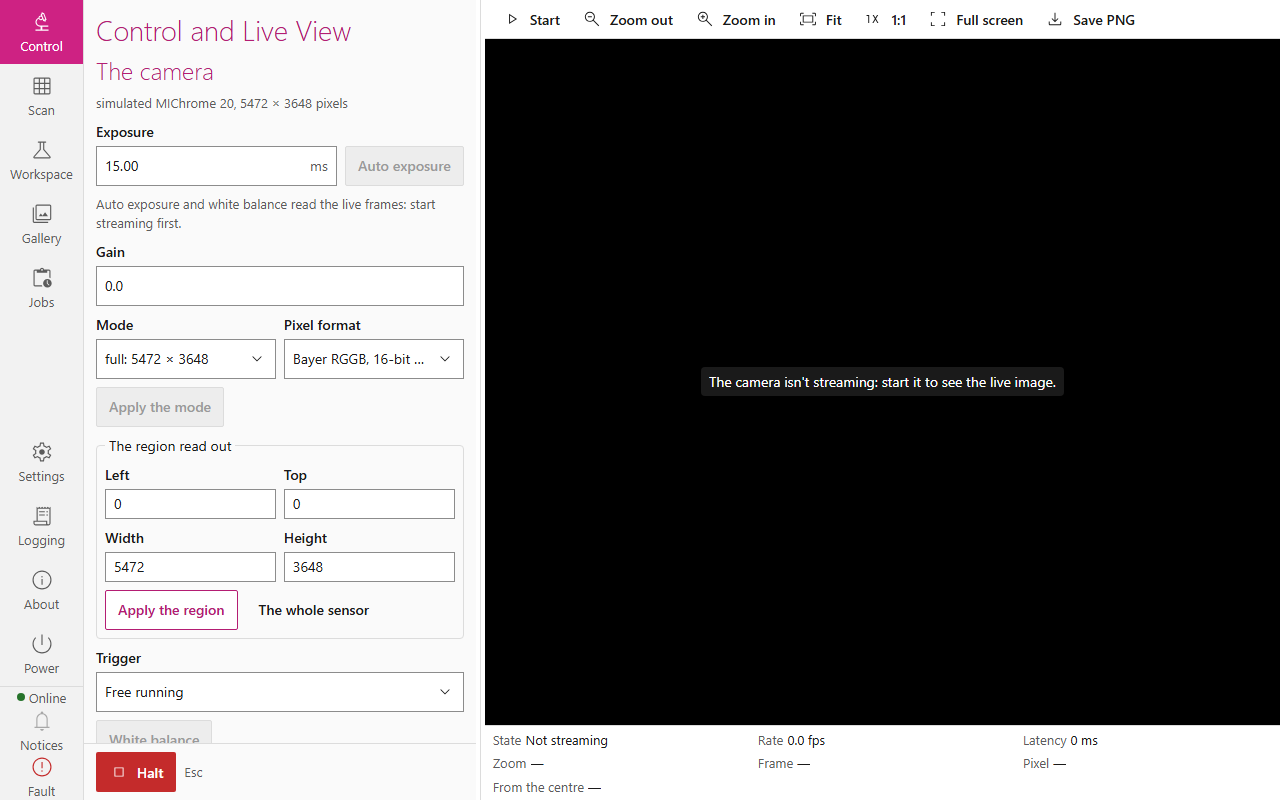 Control
Scan
Workspace
Gallery
Jobs
Settings
Logging
About
Power
Online
Notices
Fault
Control and Live View
The camera
simulated MIChrome 20, 5472 × 3648 pixels
Exposure
15.00 ms
Auto exposure
Auto exposure and white balance read the live frames: start
streaming first.
Gain
0.0
Mode
Pixel format
full: 5472 × 3648
Bayer RGGB, 16-bit ...
Apply the mode
The region read out
Left
Top
0
0
Width
Height
5472
3648
Apply the region
The whole sensor
Trigger
Free running
White balance
Halt
Esc
Start
Zoom out
Zoom in
Fit
1X 1:1
Full screen
Save PNG
The camera isn't streaming: start it to see the live image.
State Not streaming
Rate 0.0 fps
Latency 0 ms
Zoom —
Frame —
Pixel —
From the centre —